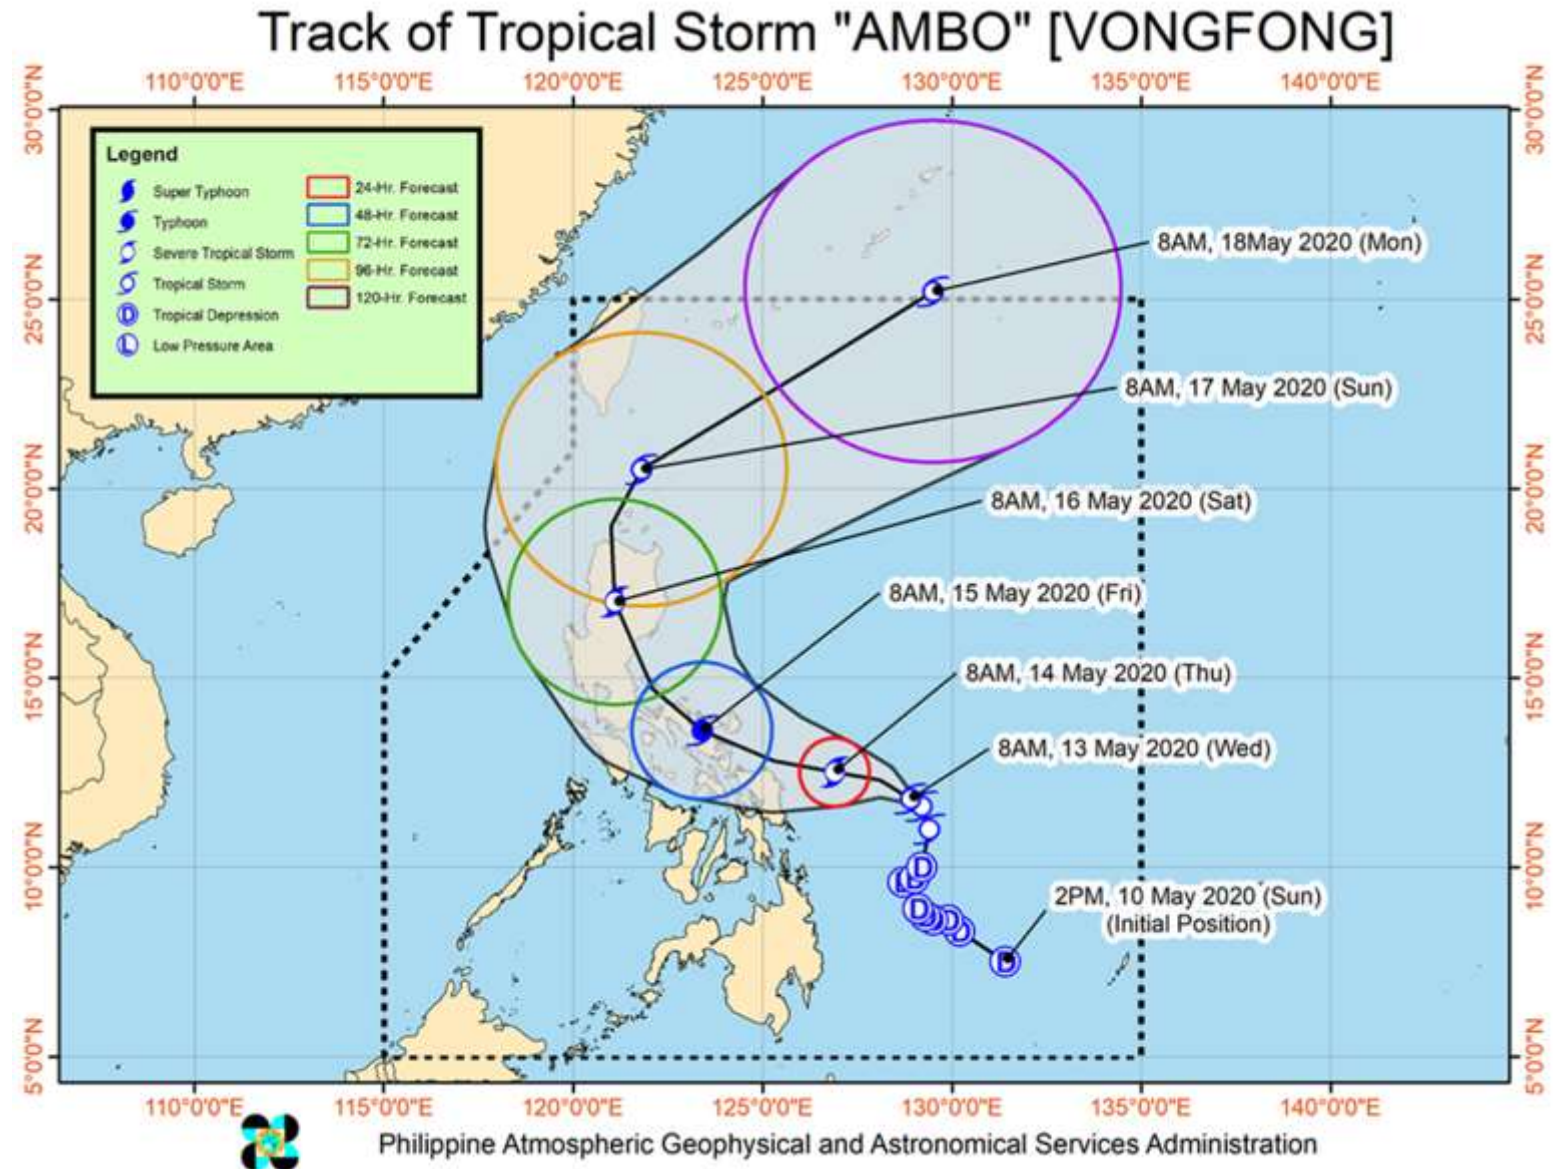 Track of Tropical Storm "AMBO" [VONGFONG]
110°0'0"E 115°0'0"E 120°0'0"E 125°0'0"E 130°0'0"E 135°0'0"E 140°0'0"E
30°0'0"N 30°0'0"N
Legend
Super Typhoon
Typhoon
Severe Tropical Storm
Tropical Storm
D Tropical Depression
L Low Pressure Area
24-Hr. Forecast
48-Hr. Forecast
72-Hr. Forecast
96-Hr. Forecast
120-Hr. Forecast
8AM, 18May 2020 (Mon)
25°0'0"N 25°0'0"N
8AM, 17 May 2020 (Sun)
20°0'0"N 20°0'0"N
8AM, 16 May 2020 (Sat)
8AM, 15 May 2020 (Fri)
15°0'0"N 15°0'0"N
8AM, 14 May 2020 (Thu)
8AM, 13 May 2020 (Wed)
10°0'0"N 10°0'0"N
2PM, 10 May 2020 (Sun)
(Initial Position)
5°0'0"N 5°0'0"N
110°0'0"E 115°0'0"E 120°0'0"E 125°0'0"E 130°0'0"E 135°0'0"E 140°0'0"E
Philippine Atmospheric Geophysical and Astronomical Services Administration